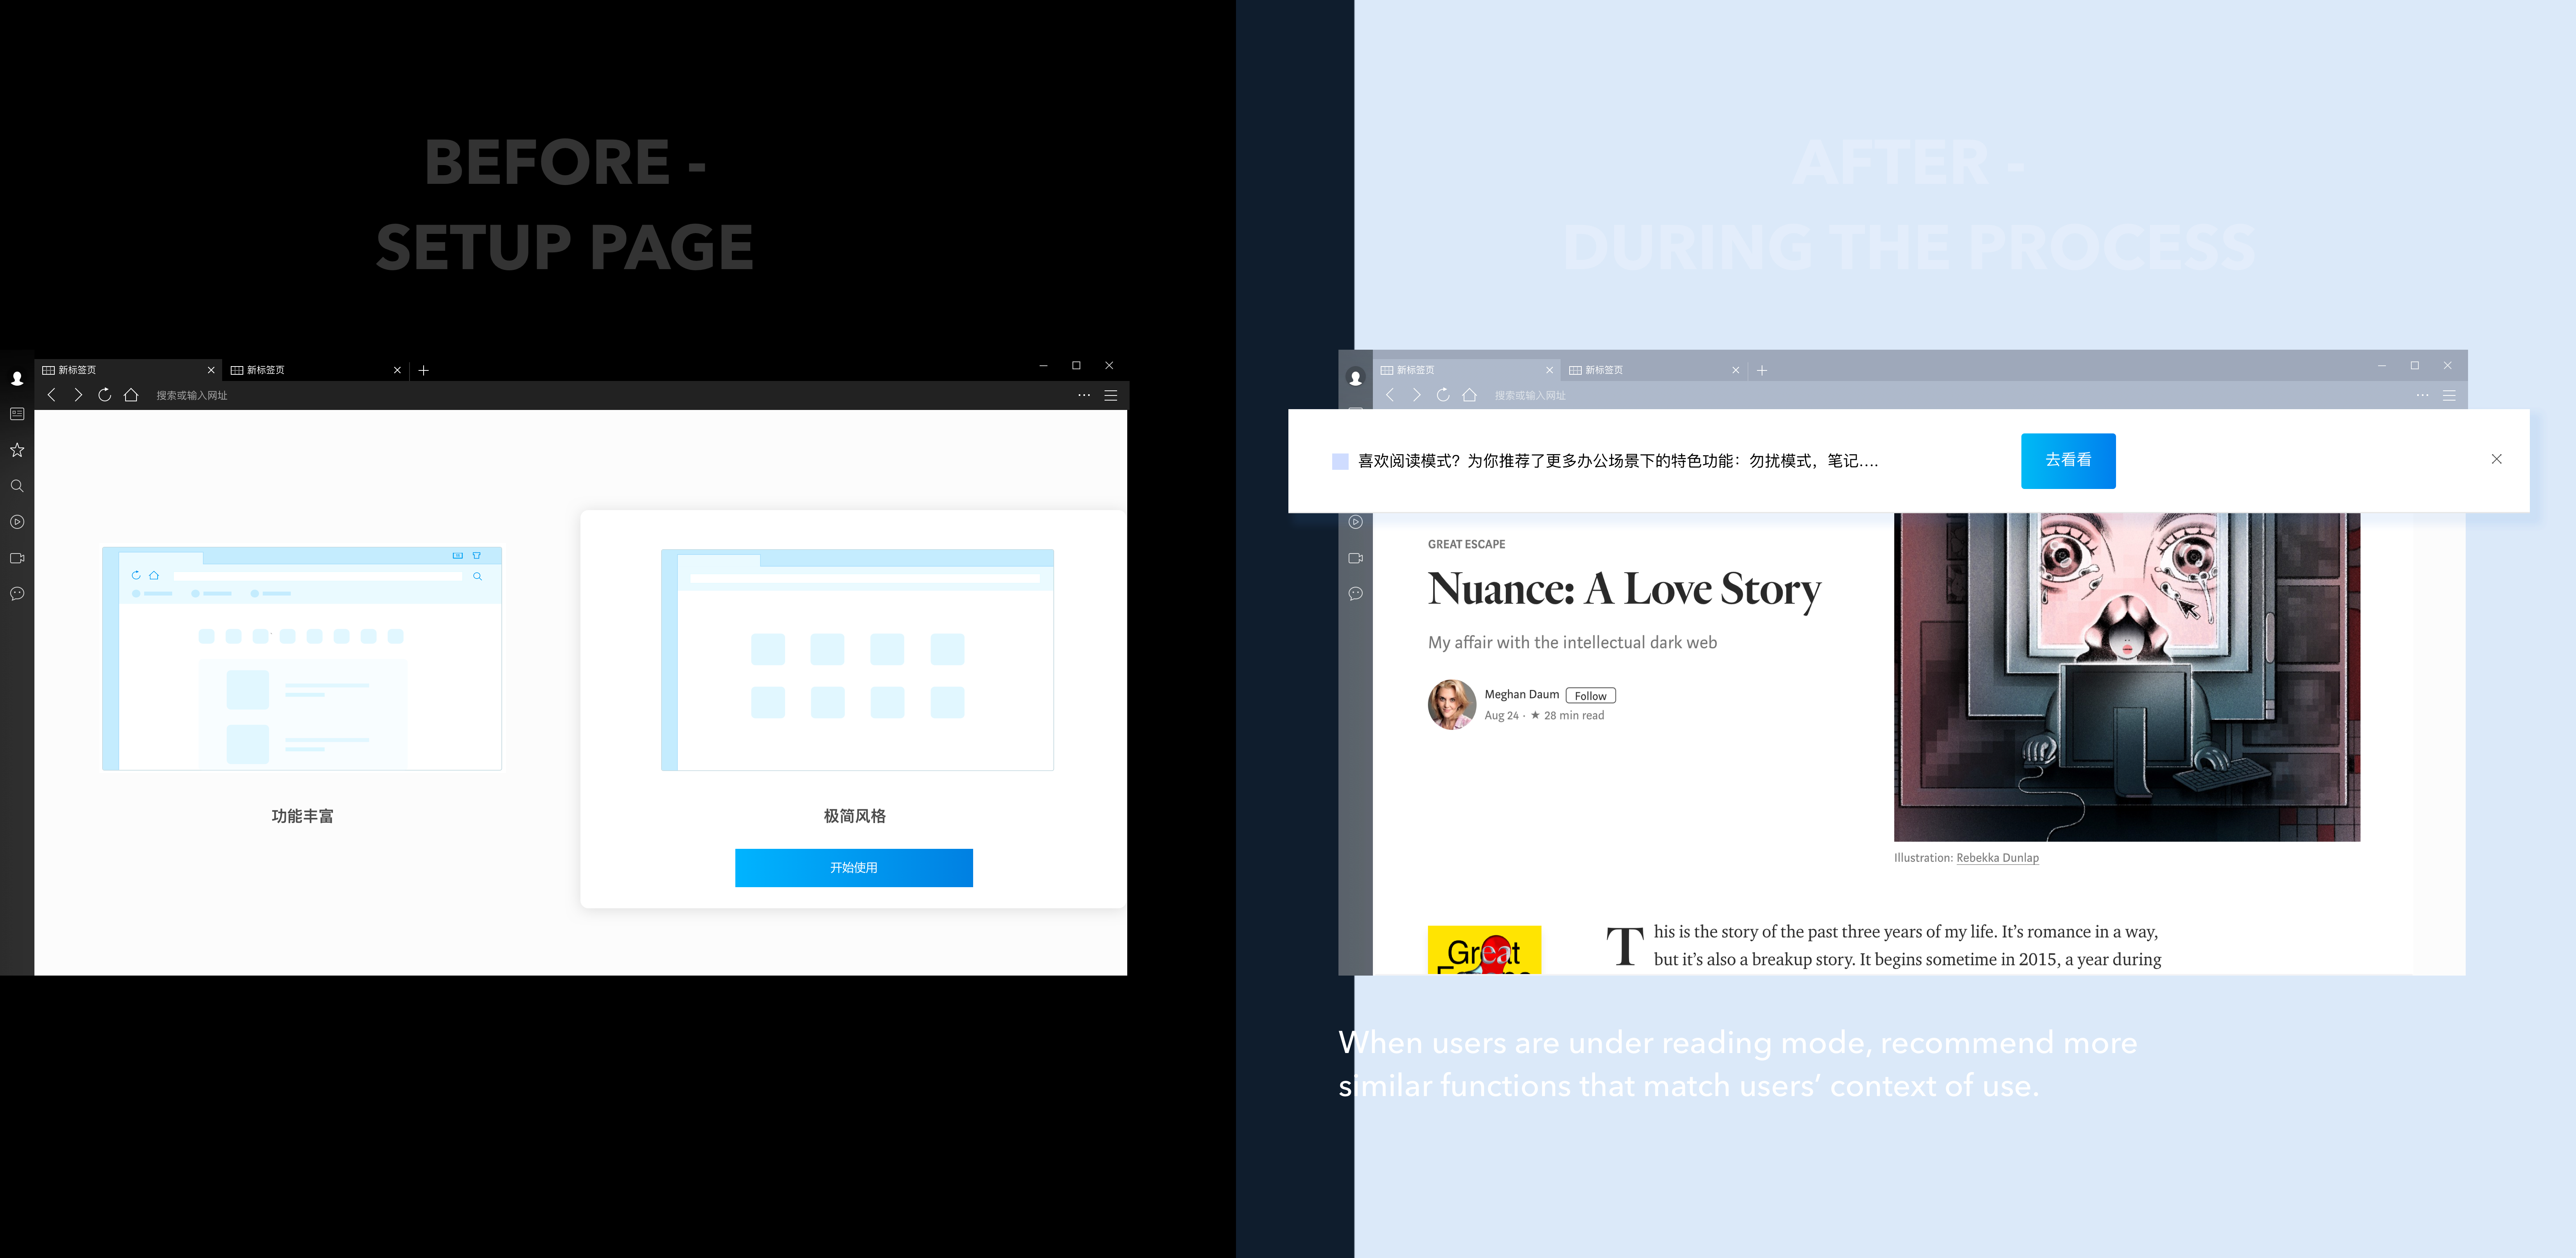 BEFORE -
SETUP PAGE
新标签页
新标签页
搜索或输入网址
功能丰富
极简风格
开始使用
AFTER -
DURING THE PROCESS
新标签页
新标签页
搜索或输入网址
喜欢阅读模式？为你推荐了更多办公场景下的特色功能：勿扰模式，笔记....
去看看
GREAT ESCAPE
Nuance: A Love Story
My affair with the intellectual dark web
Meghan Daum Follow
Aug 24 · ★ 28 min read
Illustration: Rebekka Dunlap
Great
This is the story of the past three years of my life. It’s romance in a way,
but it’s also a breakup story. It begins sometime in 2015, a year during
When users are under reading mode, recommend more
similar functions that match users’ context of use.